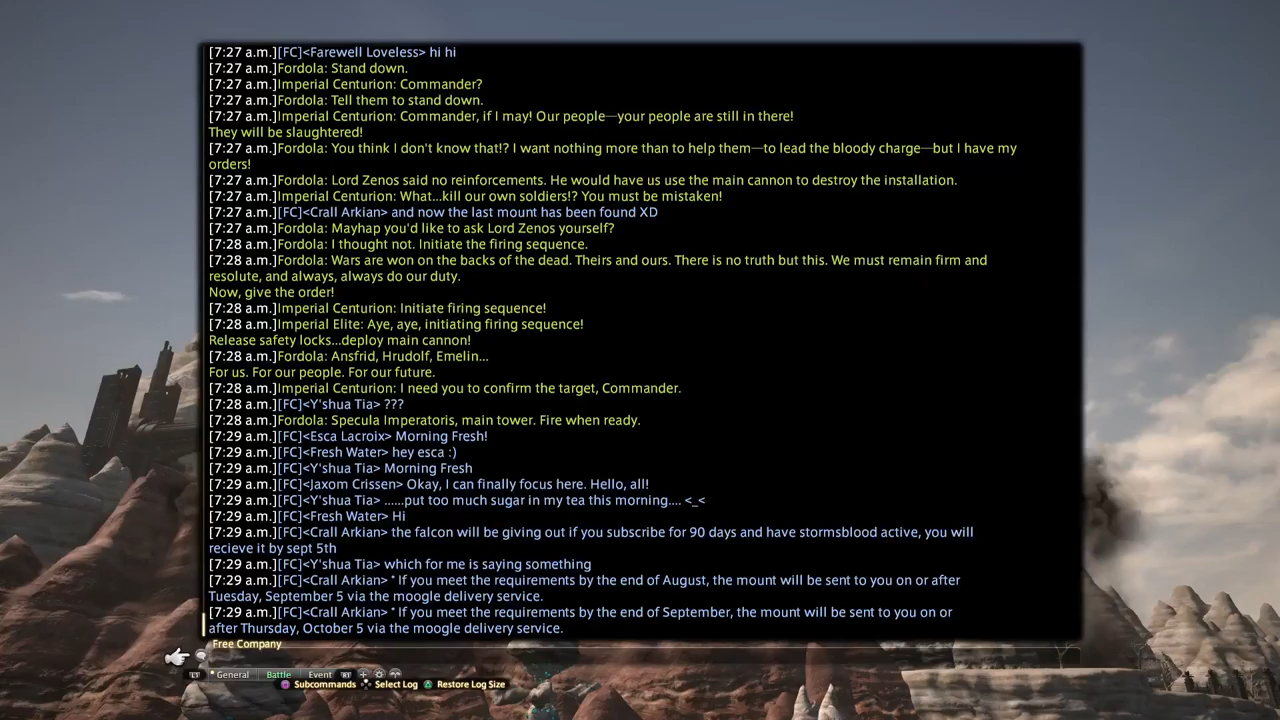 [7:27 a.m.][FC]<Farewell Loveless> hi hi
[7:27 a.m.]Fordola: Stand down.
[7:27 a.m.]Imperial Centurion: Commander?
[7:27 a.m.]Fordola: Tell them to stand down.
[7:27 a.m.]Imperial Centurion: Commander, if I may! Our people—your people are still in there!
They will be slaughtered!
[7:27 a.m.]Fordola: You think I don't know that!? I want nothing more than to help them—to lead the bloody charge—but I have my
orders!
[7:27 a.m.]Fordola: Lord Zenos said no reinforcements. He would have us use the main cannon to destroy the installation.
[7:27 a.m.]Imperial Centurion: What...kill our own soldiers!? You must be mistaken!
[7:27 a.m.][FC]<Crall Arkian> and now the last mount has been found XD
[7:27 a.m.]Fordola: Mayhap you'd like to ask Lord Zenos yourself?
[7:28 a.m.]Fordola: I thought not. Initiate the firing sequence.
[7:28 a.m.]Fordola: Wars are won on the backs of the dead. Theirs and ours. There is no truth but this. We must remain firm and
resolute, and always, always do our duty.
Now, give the order!
[7:28 a.m.]Imperial Centurion: Initiate firing sequence!
[7:28 a.m.]Imperial Elite: Aye, aye, initiating firing sequence!
Release safety locks...deploy main cannon!
[7:28 a.m.]Fordola: Ansfrid, Hrudolf, Emelin...
For us. For our people. For our future.
[7:28 a.m.]Imperial Centurion: I need you to confirm the target, Commander.
[7:28 a.m.][FC]<Y'shua Tia> ???
[7:28 a.m.]Fordola: Specula Imperatoris, main tower. Fire when ready.
[7:29 a.m.][FC]<Esca Lacroix> Morning Fresh!
[7:29 a.m.][FC]<Fresh Water> hey esca :)
[7:29 a.m.][FC]<Y'shua Tia> Morning Fresh
[7:29 a.m.][FC]<Jaxom Crissen> Okay, I can finally focus here. Hello, all!
[7:29 a.m.][FC]<Y'shua Tia> ......put too much sugar in my tea this morning.... <_<
[7:29 a.m.][FC]<Fresh Water> Hi
[7:29 a.m.][FC]<Crall Arkian> the falcon will be giving out if you subscribe for 90 days and have stormsblood active, you will
recieve it by sept 5th
[7:29 a.m.][FC]<Y'shua Tia> which for me is saying something
[7:29 a.m.][FC]<Crall Arkian> * If you meet the requirements by the end of August, the mount will be sent to you on or after
Tuesday, September 5 via the moogle delivery service.
[7:29 a.m.][FC]<Crall Arkian> * If you meet the requirements by the end of September, the mount will be sent to you on or
after Thursday, October 5 via the moogle delivery service.
Free Company
L1 General Battle Event R1
Subcommands Select Log Restore Log Size